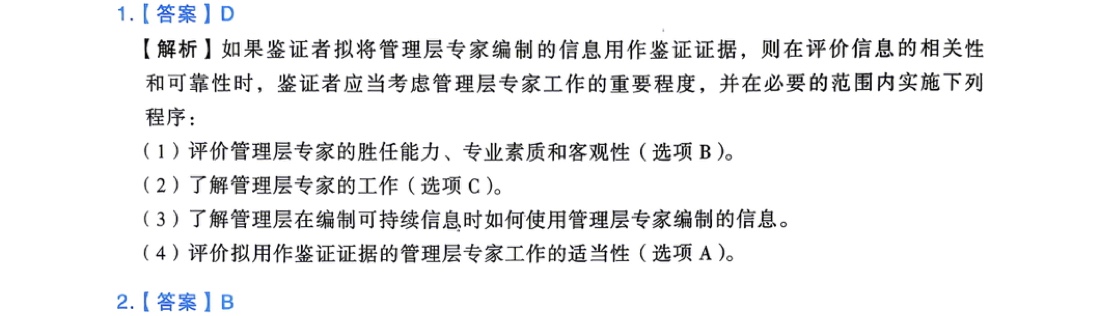 1.【答案】D
【解析】如果鉴证者拟将管理层专家编制的信息用作鉴证证据，则在评价信息的相关性
和可靠性时，鉴证者应当考虑管理层专家工作的重要程度，并在必要的范围内实施下列
程序：
（1）评价管理层专家的胜任能力、专业素质和客观性（选项 B）。
（2）了解管理层专家的工作（选项 C）。
（3）了解管理层在编制可持续信息时如何使用管理层专家编制的信息。
（4）评价拟用作鉴证证据的管理层专家工作的适当性（选项 A）。
2.【答案】B